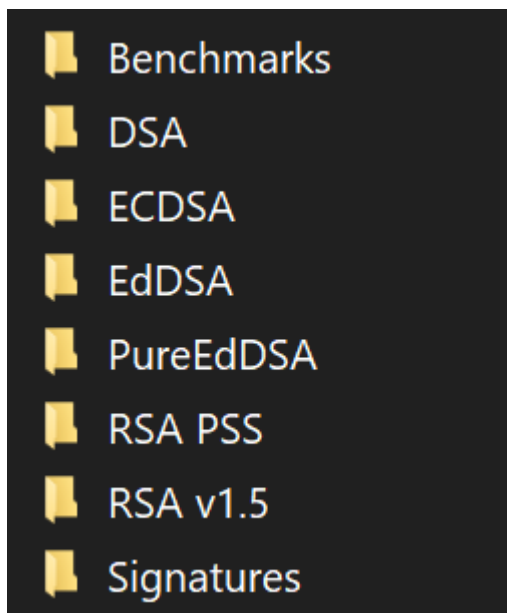 Benchmarks
DSA
ECDSA
EdDSA
PureEdDSA
RSA PSS
RSA v1.5
Signatures